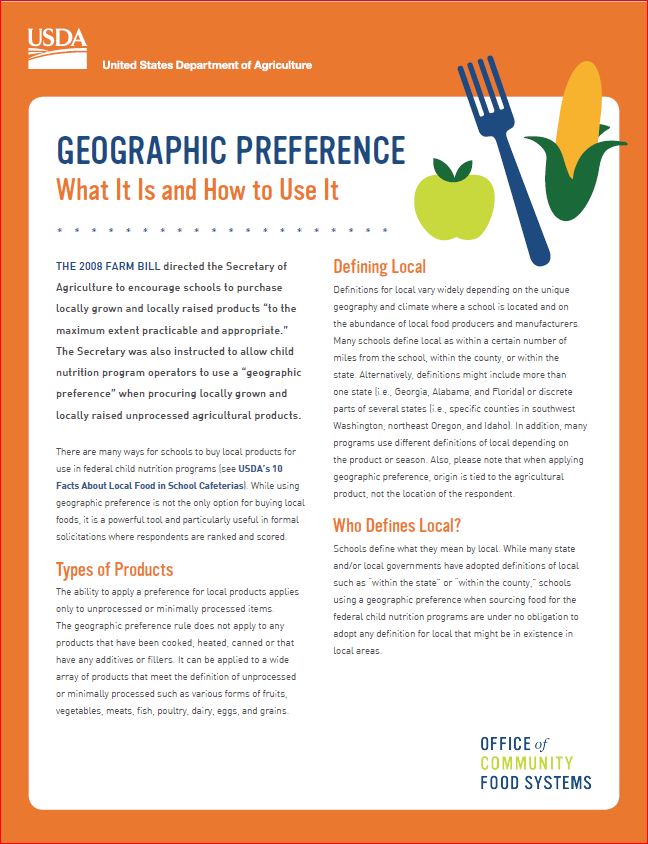 USDA
United States Department of Agriculture
GEOGRAPHIC PREFERENCE
What It Is and How to Use It
* * * * * * * * * * * * * * * * * * * *
THE 2008 FARM BILL directed the Secretary of
Agriculture to encourage schools to purchase
locally grown and locally raised products “to the
maximum extent practicable and appropriate.”
The Secretary was also instructed to allow child
nutrition program operators to use a “geographic
preference” when procuring locally grown and
locally raised unprocessed agricultural products.
There are many ways for schools to buy local products for
use in federal child nutrition programs (see USDA’s 10
Facts About Local Food in School Cafeterias). While using
geographic preference is not the only option for buying local
foods, it is a powerful tool and particularly useful in formal
solicitations where respondents are ranked and scored.
Types of Products
The ability to apply a preference for local products applies
only to unprocessed or minimally processed items.
The geographic preference rule does not apply to any
products that have been cooked, heated, canned or that
have any additives or fillers. It can be applied to a wide
array of products that meet the definition of unprocessed
or minimally processed such as various forms of fruits,
vegetables, meats, fish, poultry, dairy, eggs, and grains.
Defining Local
Definitions for local vary widely depending on the unique
geography and climate where a school is located and on
the abundance of local food producers and manufacturers.
Many schools define local as within a certain number of
miles from the school, within the county, or within the
state. Alternatively, definitions might include more than
one state (i.e., Georgia, Alabama, and Florida) or discrete
parts of several states (i.e., specific counties in southwest
Washington, northeast Oregon, and Idaho). In addition, many
programs use different definitions of local depending on
the product or season. Also, please note that when applying
geographic preference, origin is tied to the agricultural
product, not the location of the respondent.
Who Defines Local?
Schools define what they mean by local. While many state
and/or local governments have adopted definitions of local
such as “within the state” or “within the county,” schools
using a geographic preference when sourcing food for the
federal child nutrition programs are under no obligation to
adopt any definition for local that might be in existence in
local areas.
OFFICE of
COMMUNITY
FOOD SYSTEMS